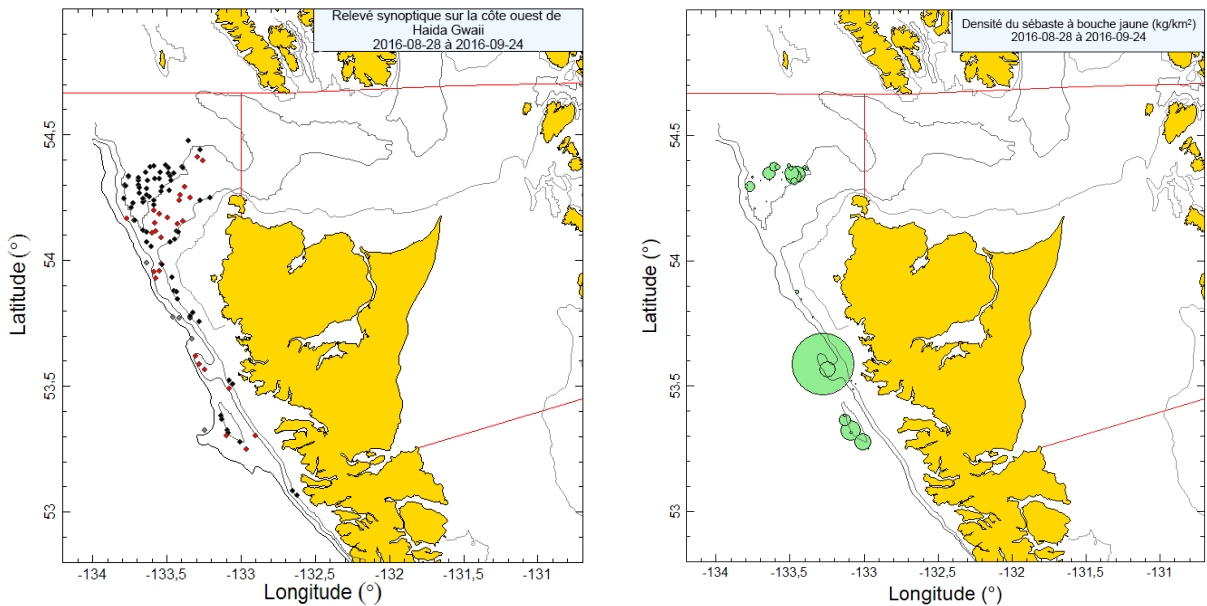 Relevé synoptique sur la côte ouest de
Haida Gwaii
2016-08-28 à 2016-09-24
Latitude (°)
54,5
54
53,5
53
-134
-133,5
-133
-132,5
-132
-131,5
-131
Longitude (°)
Densité du sébaste à bouche jaune (kg/km²)
2016-08-28 à 2016-09-24
Latitude (°)
54,5
54
53,5
53
-134
-133,5
-133
-132,5
-132
-131,5
-131
Longitude (°)